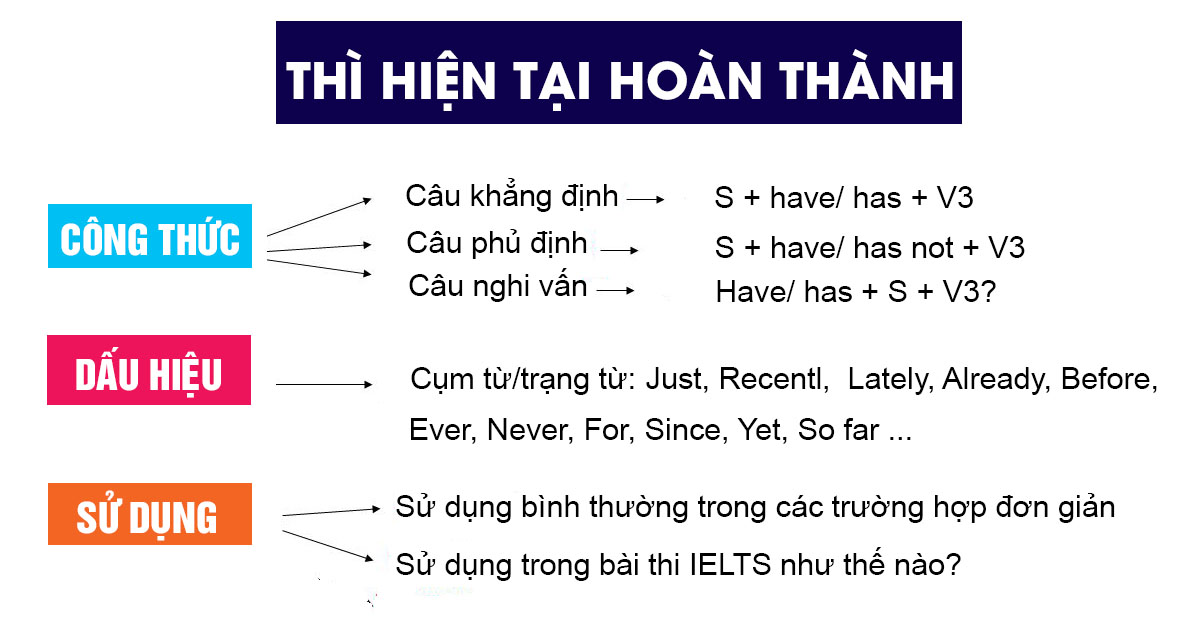 THÌ HIỆN TẠI HOÀN THÀNH
CÔNG THỨC
Câu khẳng định
S + have/ has + V3
Câu phủ định
S + have/ has not + V3
Câu nghi vấn
Have/ has + S + V3?
DẤU HIỆU
Cụm từ/trạng từ: Just, Recentl, Lately, Already, Before,
Ever, Never, For, Since, Yet, So far ...
SỬ DỤNG
Sử dụng bình thường trong các trường hợp đơn giản
Sử dụng trong bài thi IELTS như thế nào?